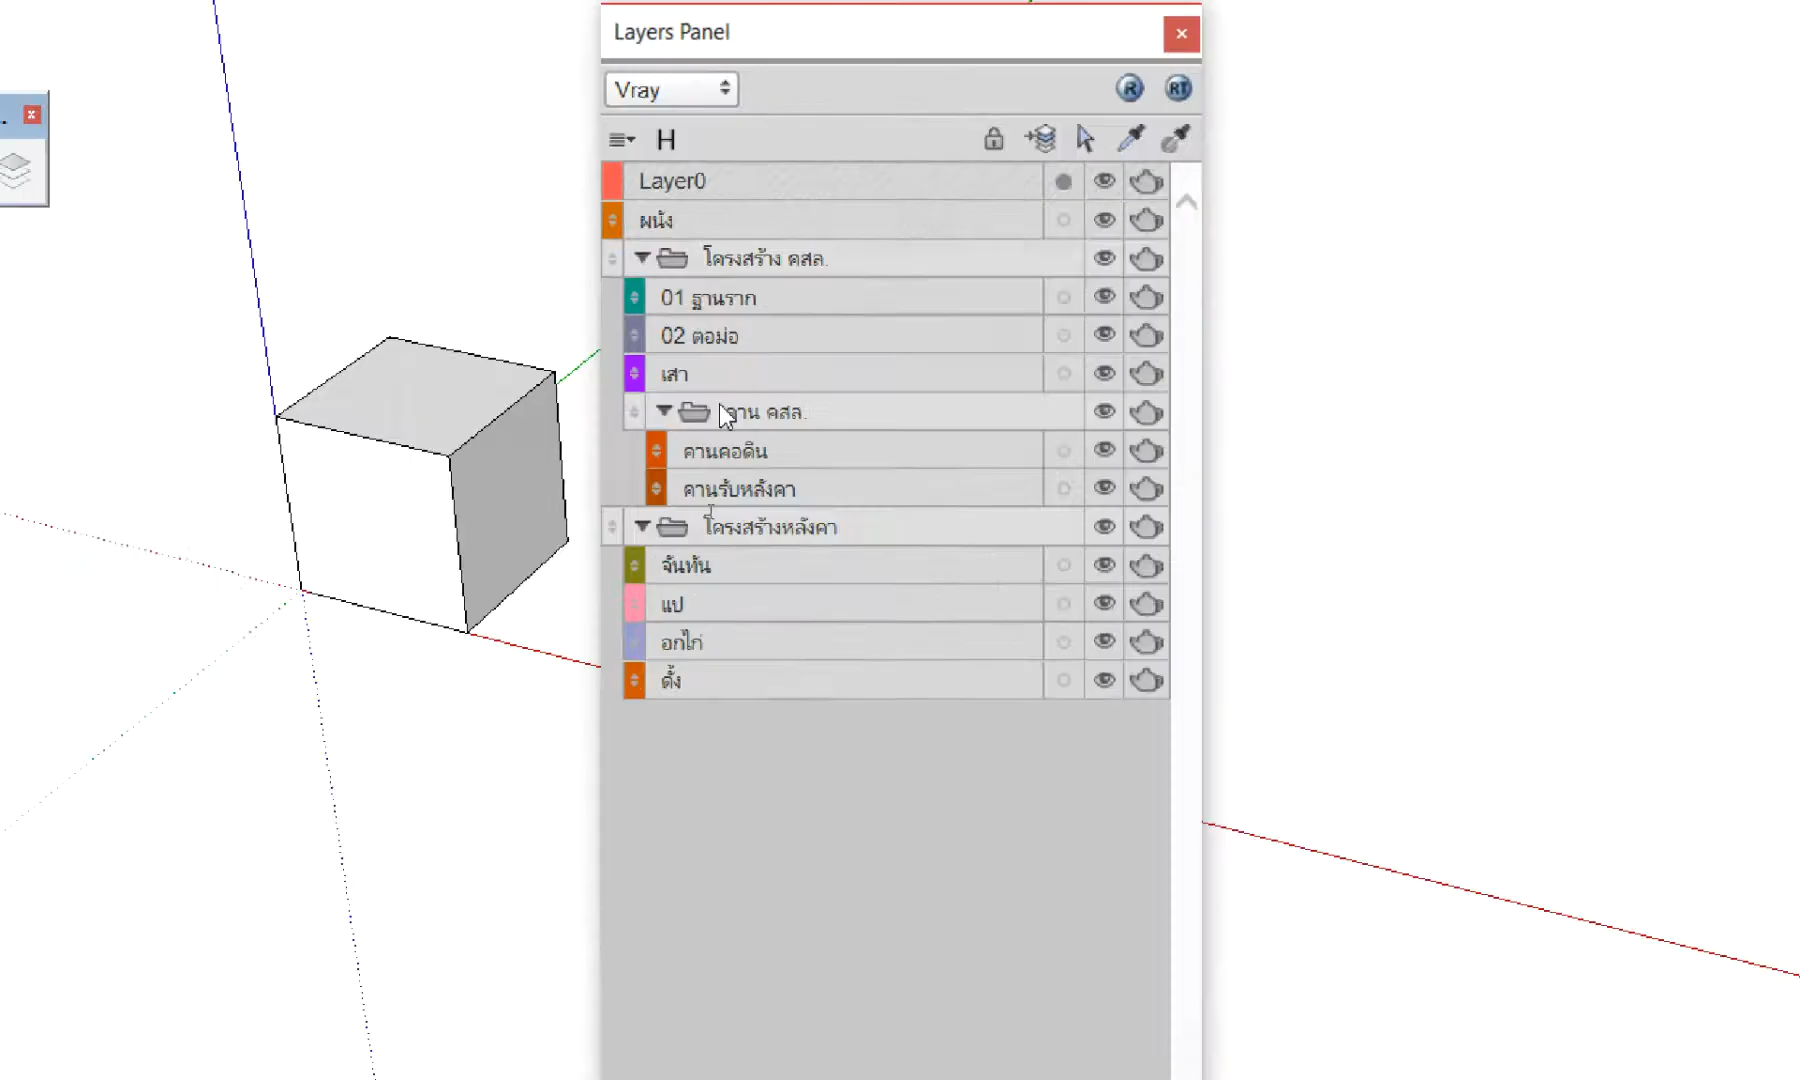 Layers Panel
Vray
R RT
H
Layer0
ผนัง
โครงสร้าง คสล.
01 ฐานราก
02 ตอม่อ
เสา
คาน คสล.
คานคอดิน
คานรับหลังคา
โครงสร้างหลังคา
จันทัน
แป
อกไก่
ดั้ง